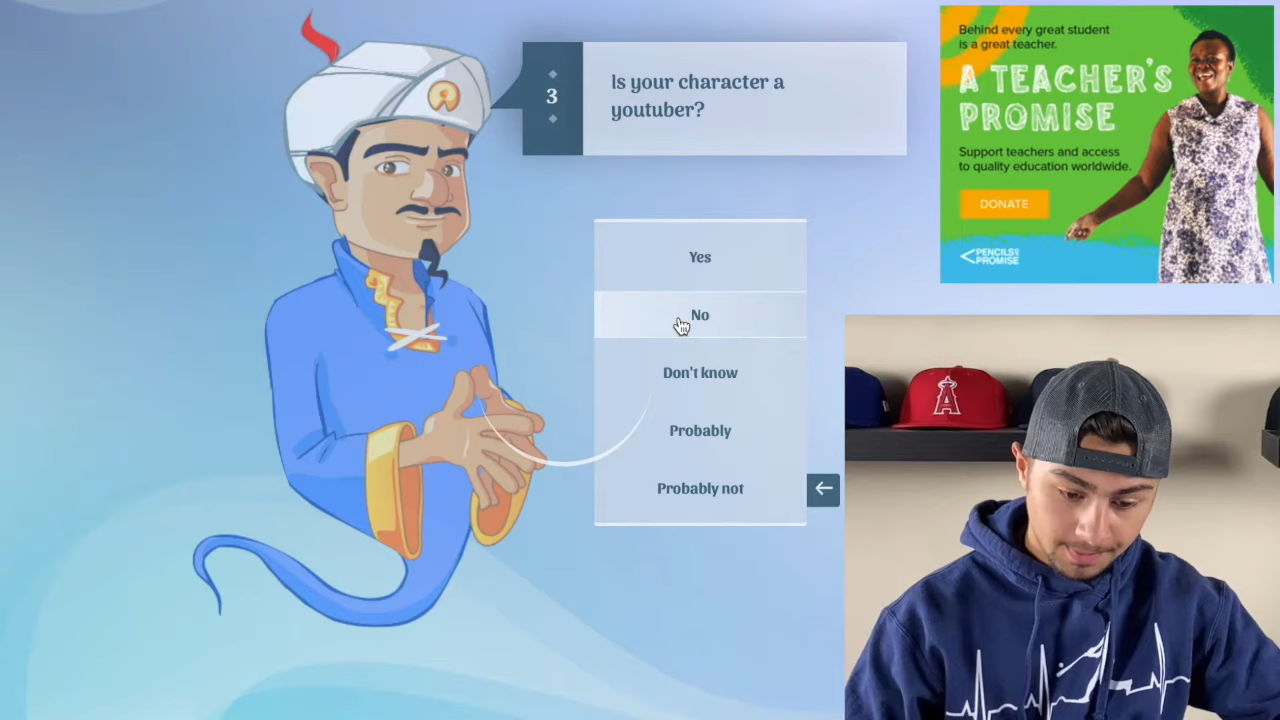 3
Is your character a
youtuber?
Yes
No
Don't know
Probably
Probably not
Behind every great student
is a great teacher.
A TEACHER'S
PROMISE
Support teachers and access
to quality education worldwide.
DONATE
PENCILS OF
PROMISE
A